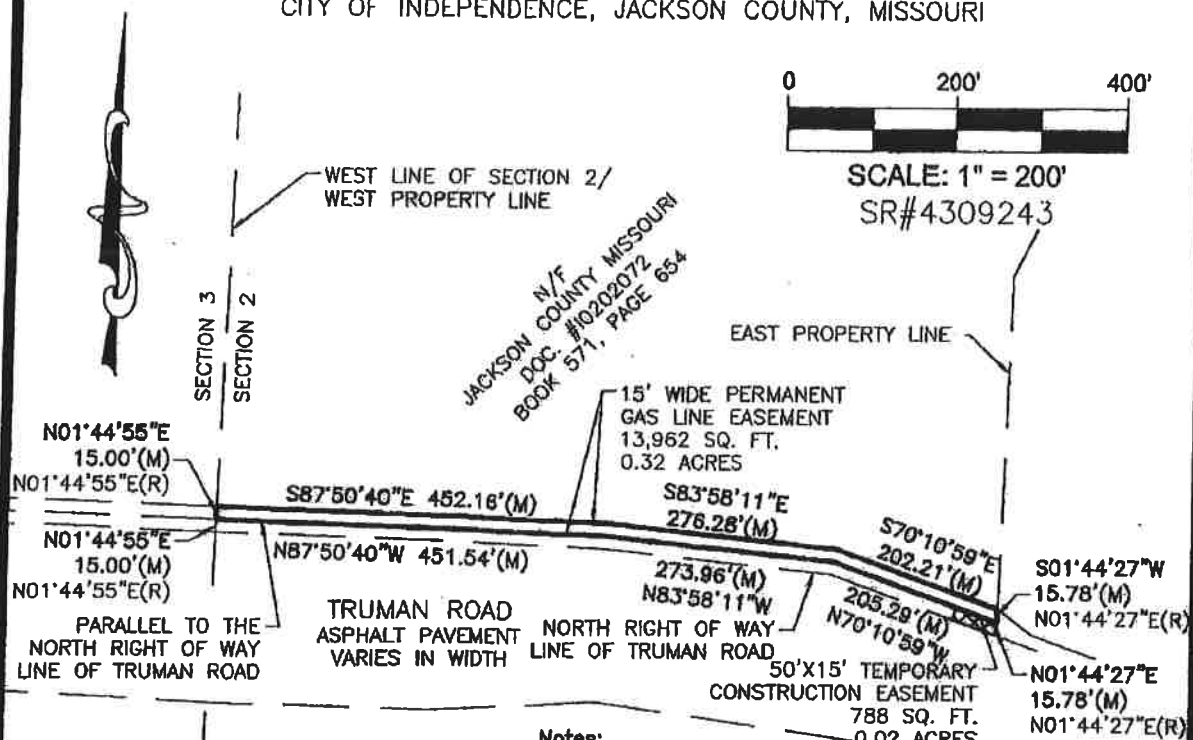 CITY OF INDEPENDENCE, JACKSON COUNTY, MISSOURI
0 200' 400'
SCALE: 1" = 200'
SR#4309243
WEST LINE OF SECTION 2/
WEST PROPERTY LINE
SECTION 3
SECTION 2
N/F
JACKSON COUNTY MISSOURI
DOC. #I0202072
BOOK 571, PAGE 654
EAST PROPERTY LINE
15' WIDE PERMANENT
GAS LINE EASEMENT
13,962 SQ. FT.
0.32 ACRES
N01°44'55"E
15.00'(M)
N01°44'55"E(R)
S87°50'40"E 452.16'(M)
S83°58'11"E
276.28'(M)
S70°10'59"E
202.21'(M)
S01°44'27"W
15.78'(M)
N01°44'27"E(R)
N01°44'55"E
15.00'(M)
N01°44'55"E(R)
N87°50'40"W 451.54'(M)
273.96'(M)
N83°58'11"W
205.29'(M)
N70°10'59"W
PARALLEL TO THE
NORTH RIGHT OF WAY
LINE OF TRUMAN ROAD
TRUMAN ROAD
ASPHALT PAVEMENT
VARIES IN WIDTH
NORTH RIGHT OF WAY
LINE OF TRUMAN ROAD
50'X15' TEMPORARY
CONSTRUCTION EASEMENT
788 SQ. FT.
0.02 ACRES
N01°44'27"E
15.78'(M)
N01°44'27"E(R)
Notes: